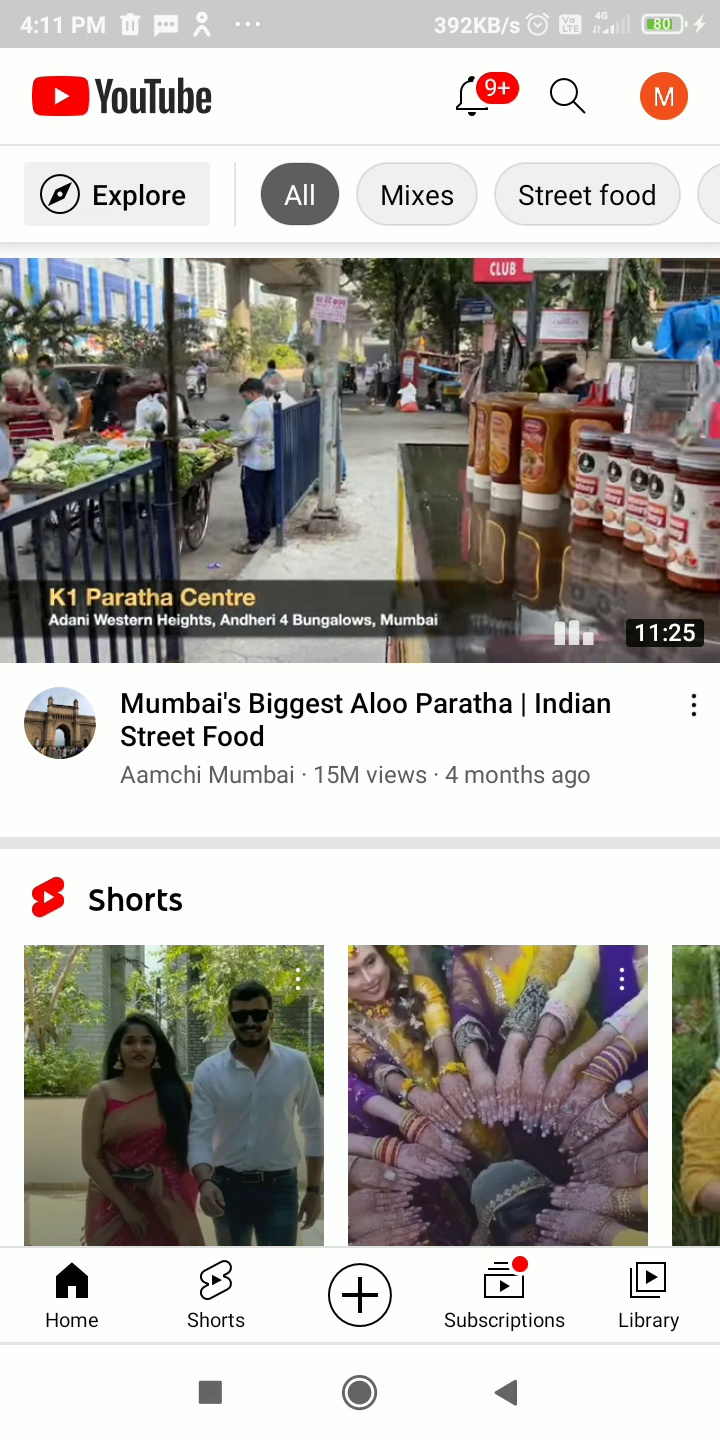 4:11 PM
392KB/s
Vo LTE
4G
80
YouTube
9+
M
Explore
All
Mixes
Street food
CLUB
K1 Paratha Centre
Adani Western Heights, Andheri 4 Bungalows, Mumbai
11:25
Mumbai's Biggest Aloo Paratha | Indian
Street Food
Aamchi Mumbai · 15M views · 4 months ago
Shorts
Home
Shorts
Subscriptions
Library